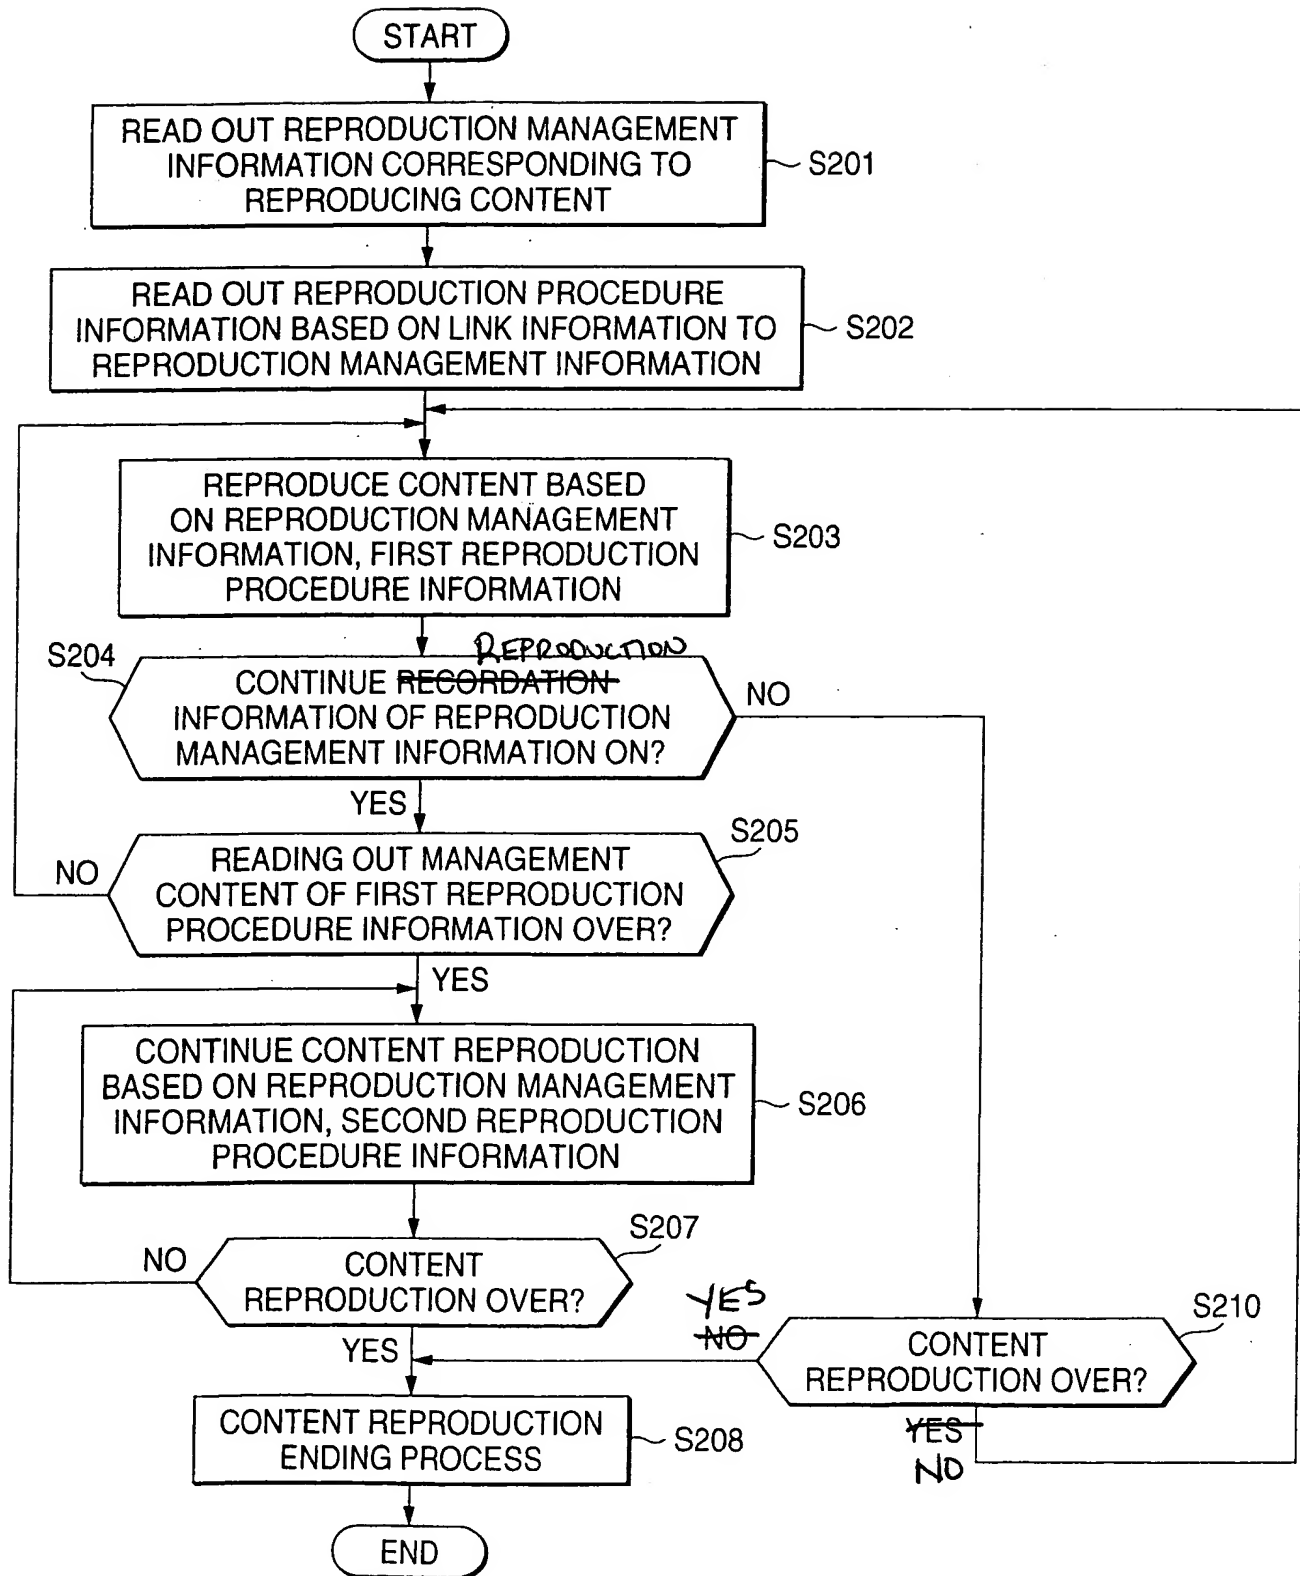 START
READ OUT REPRODUCTION MANAGEMENT
INFORMATION CORRESPONDING TO
REPRODUCING CONTENT
S201
READ OUT REPRODUCTION PROCEDURE
INFORMATION BASED ON LINK INFORMATION TO
REPRODUCTION MANAGEMENT INFORMATION
S202
REPRODUCE CONTENT BASED
ON REPRODUCTION MANAGEMENT
INFORMATION, FIRST REPRODUCTION
PROCEDURE INFORMATION
S203
S204
REPRODUCTION
CONTINUE RECORDATION
INFORMATION OF REPRODUCTION
MANAGEMENT INFORMATION ON?
NO
YES
S205
NO
READING OUT MANAGEMENT
CONTENT OF FIRST REPRODUCTION
PROCEDURE INFORMATION OVER?
YES
CONTINUE CONTENT REPRODUCTION
BASED ON REPRODUCTION MANAGEMENT
INFORMATION, SECOND REPRODUCTION
PROCEDURE INFORMATION
S206
S207
NO
CONTENT
REPRODUCTION OVER?
YES
YES
NO
S210
CONTENT
REPRODUCTION OVER?
YES
NO
CONTENT REPRODUCTION
ENDING PROCESS
S208
END